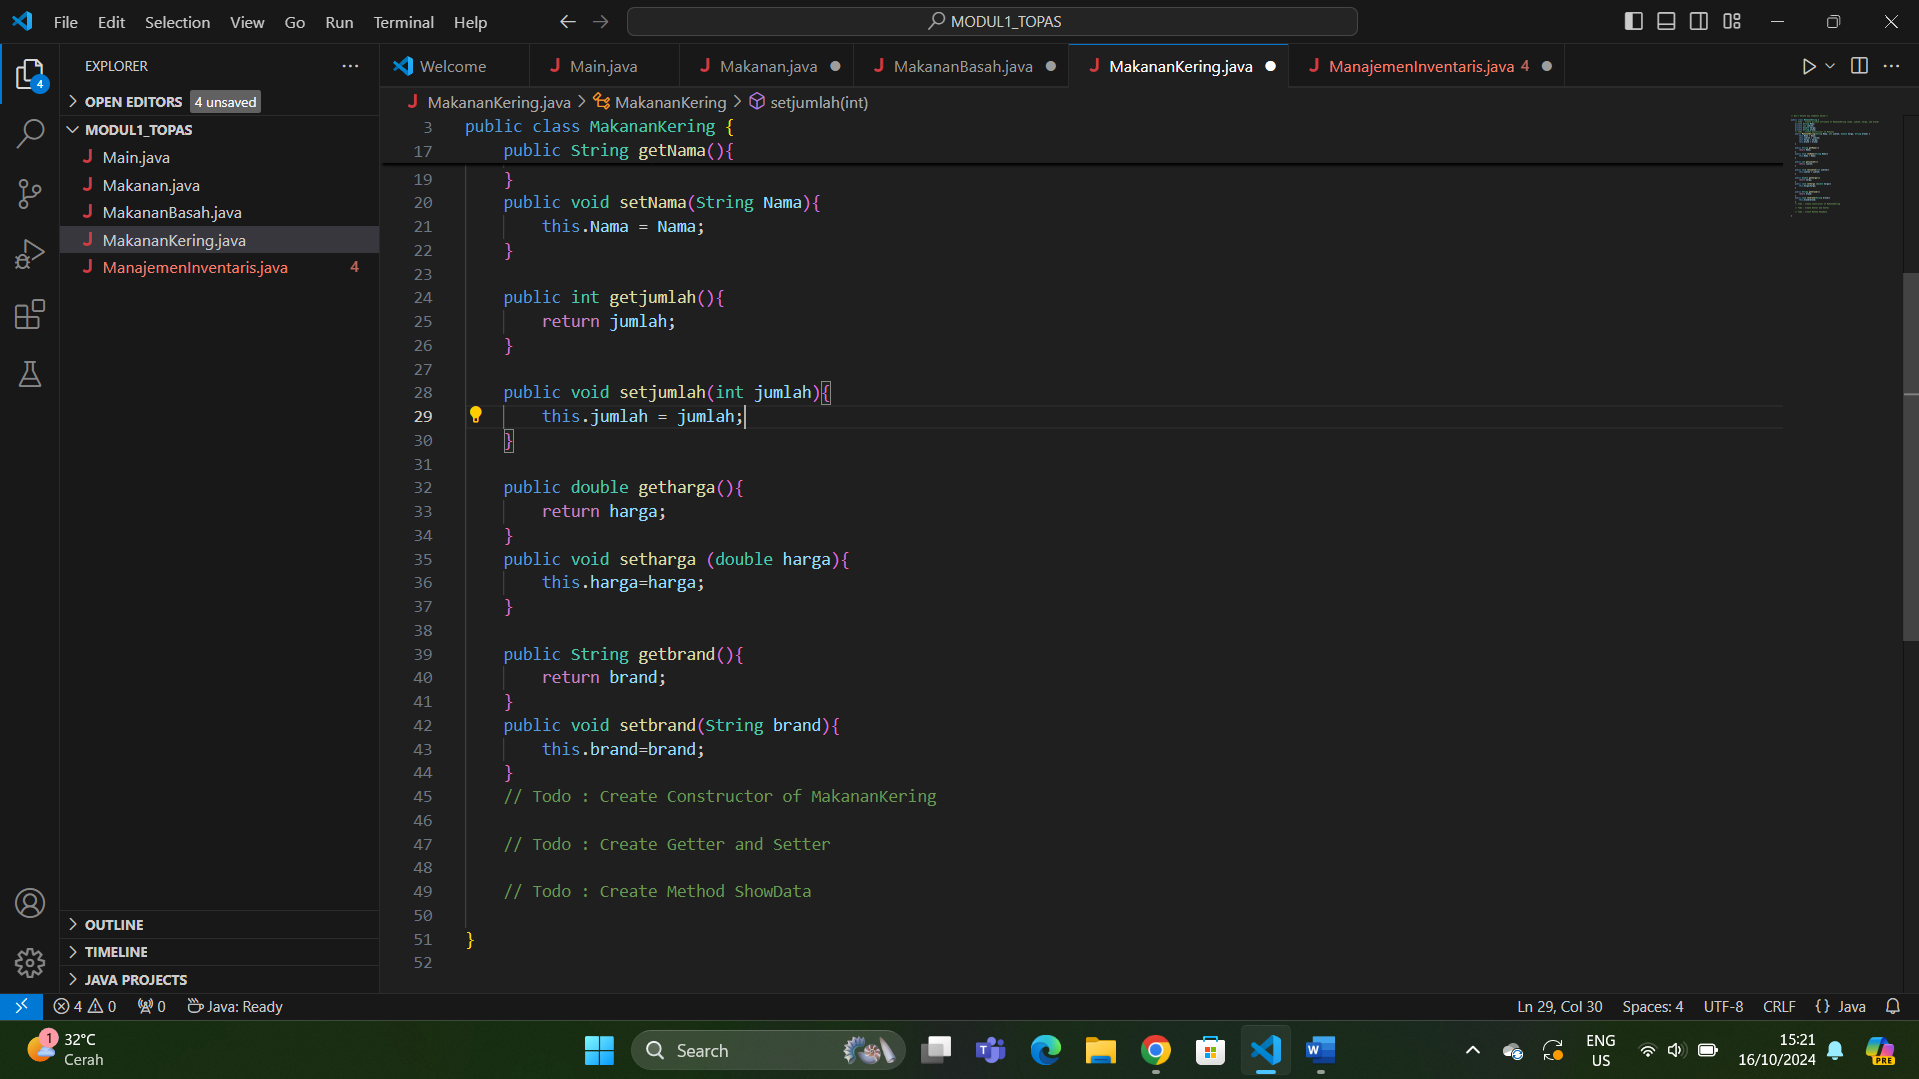 File Edit Selection View Go Run Terminal Help
MODUL1_TOPAS
EXPLORER
Welcome
Main.java
Makanan.java
MakananBasah.java
MakananKering.java
ManajemenInventaris.java 4
4
OPEN EDITORS 4 unsaved
MODUL1_TOPAS
Main.java
Makanan.java
MakananBasah.java
MakananKering.java
ManajemenInventaris.java 4
OUTLINE
TIMELINE
JAVA PROJECTS
MakananKering.java > MakananKering > setjumlah(int)
3 public class MakananKering {
17 public String getNama(){
19 }
20 public void setNama(String Nama){
21 this.Nama = Nama;
22 }
23
24 public int getjumlah(){
25 return jumlah;
26 }
27
28 public void setjumlah(int jumlah){
29 this.jumlah = jumlah;
30 }
31
32 public double getharga(){
33 return harga;
34 }
35 public void setharga (double harga){
36 this.harga=harga;
37 }
38
39 public String getbrand(){
40 return brand;
41 }
42 public void setbrand(String brand){
43 this.brand=brand;
44 }
45 // Todo : Create Constructor of MakananKering
46
47 // Todo : Create Getter and Setter
48
49 // Todo : Create Method ShowData
50
51 }
52
4 0 0 Java: Ready
Ln 29, Col 30 Spaces: 4 UTF-8 CRLF {} Java
1
32°C
Cerah
Search
PRE
ENG
US
15:21
16/10/2024